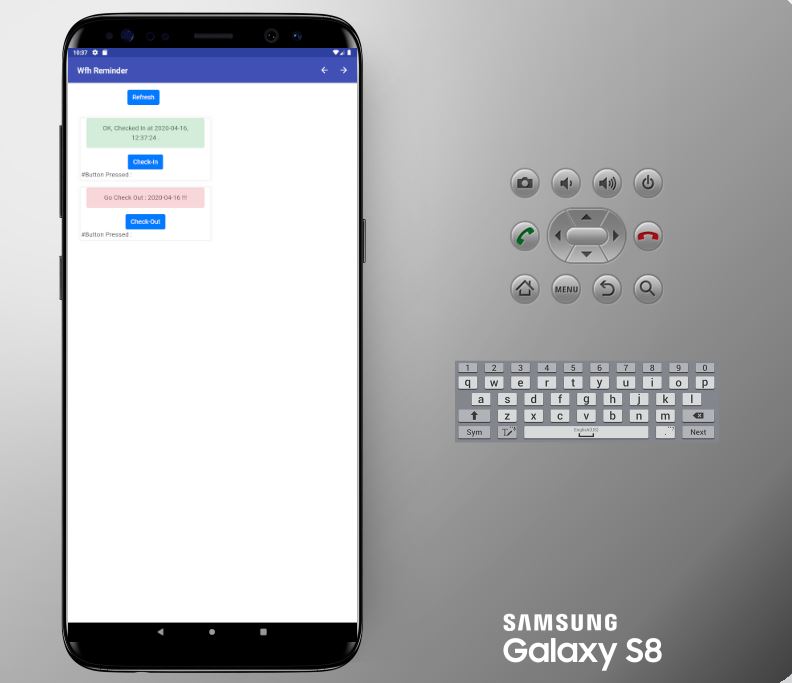 10:37
Wfh Reminder
Refresh
OK, Checked In at 2020-04-16,
12:37:24
Check-In
#Button Pressed
Go Check Out : 2020-04-16 !!!
Check-Out
#Button Pressed
MENU
1 2 3 4 5 6 7 8 9 0
q w e r t y u i o p
a s d f g h j k l
z x c v b n m
Sym
English(US)
.
Next
SAMSUNG
Galaxy S8